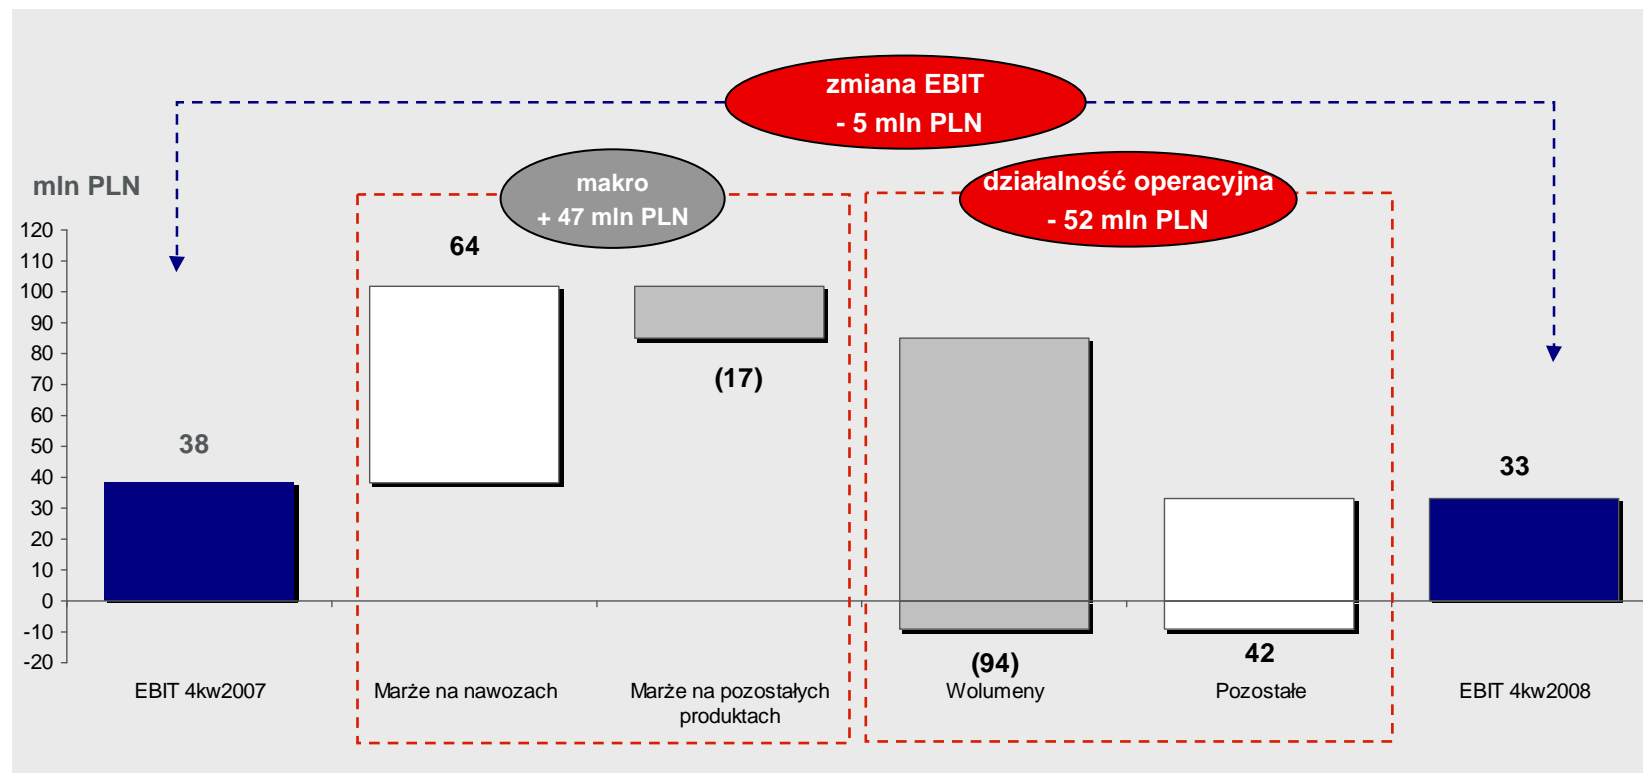 zmiana EBIT
- 5 mln PLN
makro
+ 47 mln PLN
działalność operacyjna
- 52 mln PLN
mln PLN
120
110
100
90
80
70
60
50
40
30
20
10
0
-10
-20
38
64
(17)
(94)
42
33
EBIT 4kw2007
Marże na nawozach
Marże na pozostałych
produktach
Wolumeny
Pozostałe
EBIT 4kw2008